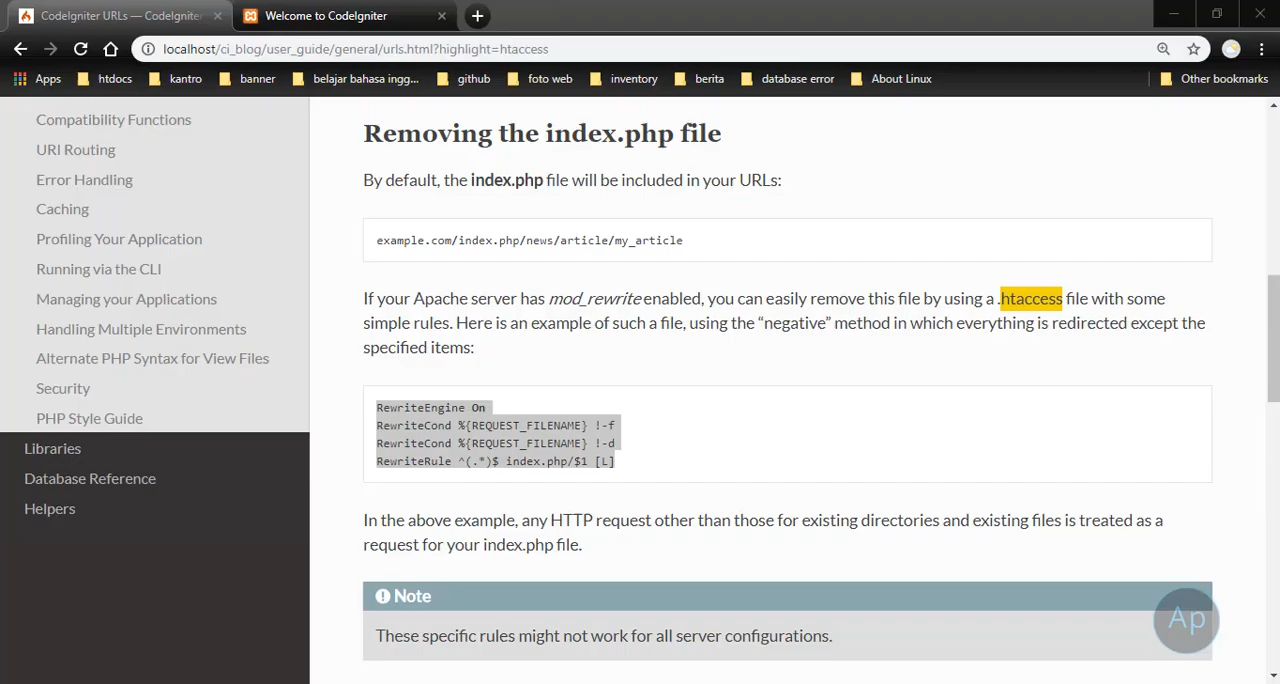 CodeIgniter URLs — CodeIgniter
Welcome to CodeIgniter
localhost/ci_blog/user_guide/general/urls.html?highlight=htaccess
Apps htdocs kantro banner belajar bahasa ingg... github foto web inventory berita database error About Linux Other bookmarks
Compatibility Functions
URI Routing
Error Handling
Caching
Profiling Your Application
Running via the CLI
Managing your Applications
Handling Multiple Environments
Alternate PHP Syntax for View Files
Security
PHP Style Guide
Libraries
Database Reference
Helpers
Removing the index.php file
By default, the index.php file will be included in your URLs:
example.com/index.php/news/article/my_article
If your Apache server has mod_rewrite enabled, you can easily remove this file by using a .htaccess file with some
simple rules. Here is an example of such a file, using the “negative” method in which everything is redirected except the
specified items:
RewriteEngine On
RewriteCond %{REQUEST_FILENAME} !-f
RewriteCond %{REQUEST_FILENAME} !-d
RewriteRule ^(.*)$ index.php/$1 [L]
In the above example, any HTTP request other than those for existing directories and existing files is treated as a
request for your index.php file.
Note
These specific rules might not work for all server configurations.
Ap